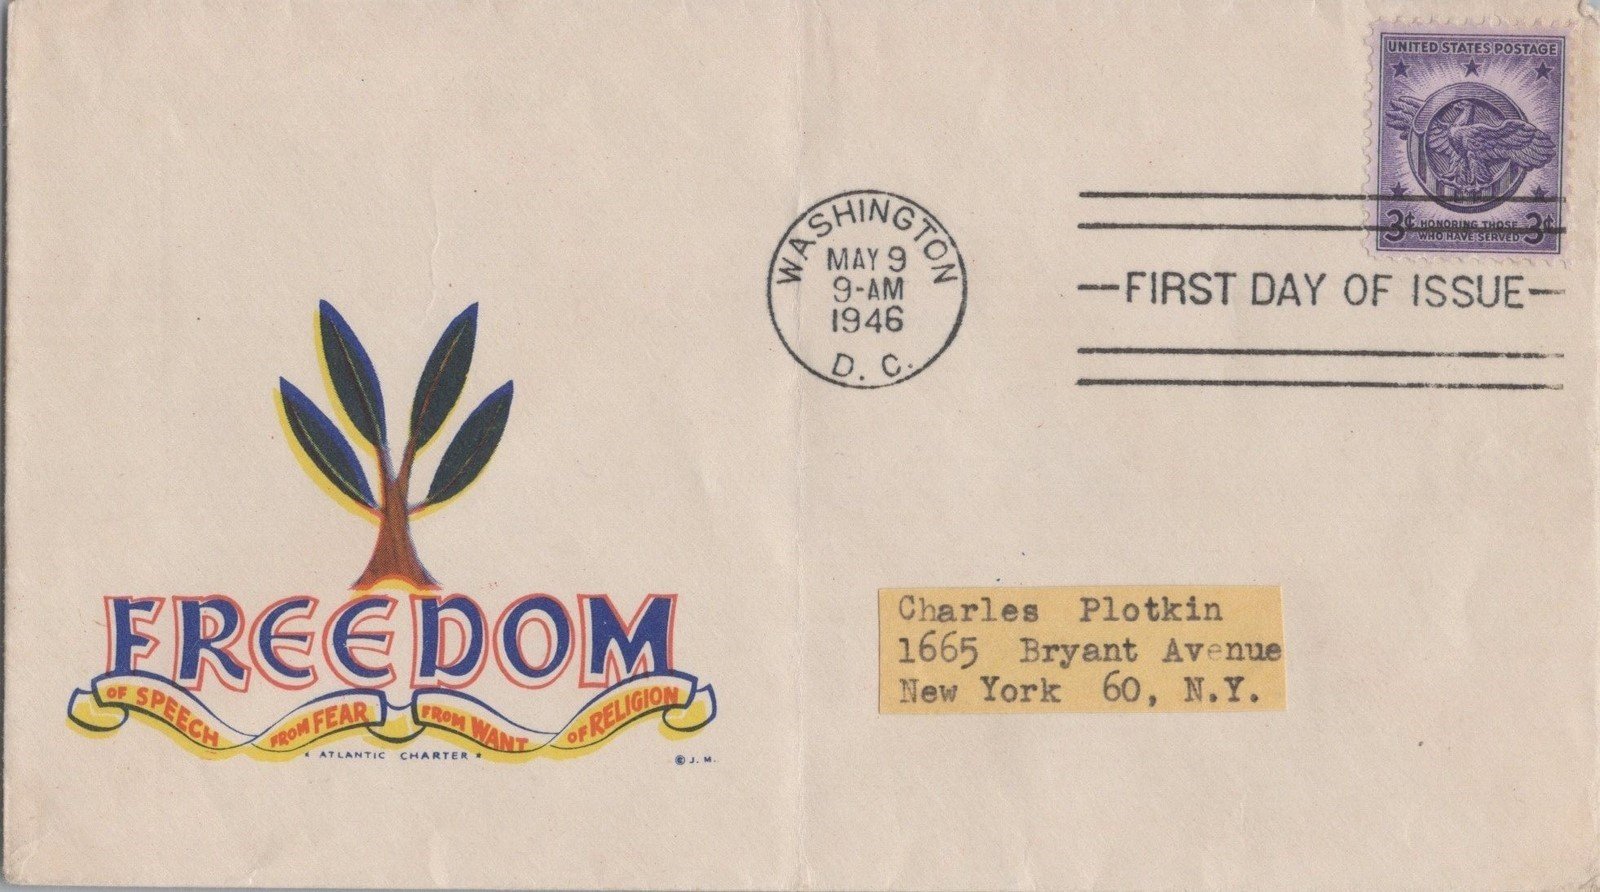 UNITED STATES POSTAGE
3¢ HONORING THOSE 3¢
WHO HAVE SERVED
WASHINGTON
MAY 9
9-AM
1946
D. C.
FIRST DAY OF ISSUE
FREEDOM
OF SPEECH FROM FEAR FROM WANT OF RELIGION
* ATLANTIC CHARTER *
© J. M.
Charles Plotkin
1665 Bryant Avenue
New York 60, N.Y.